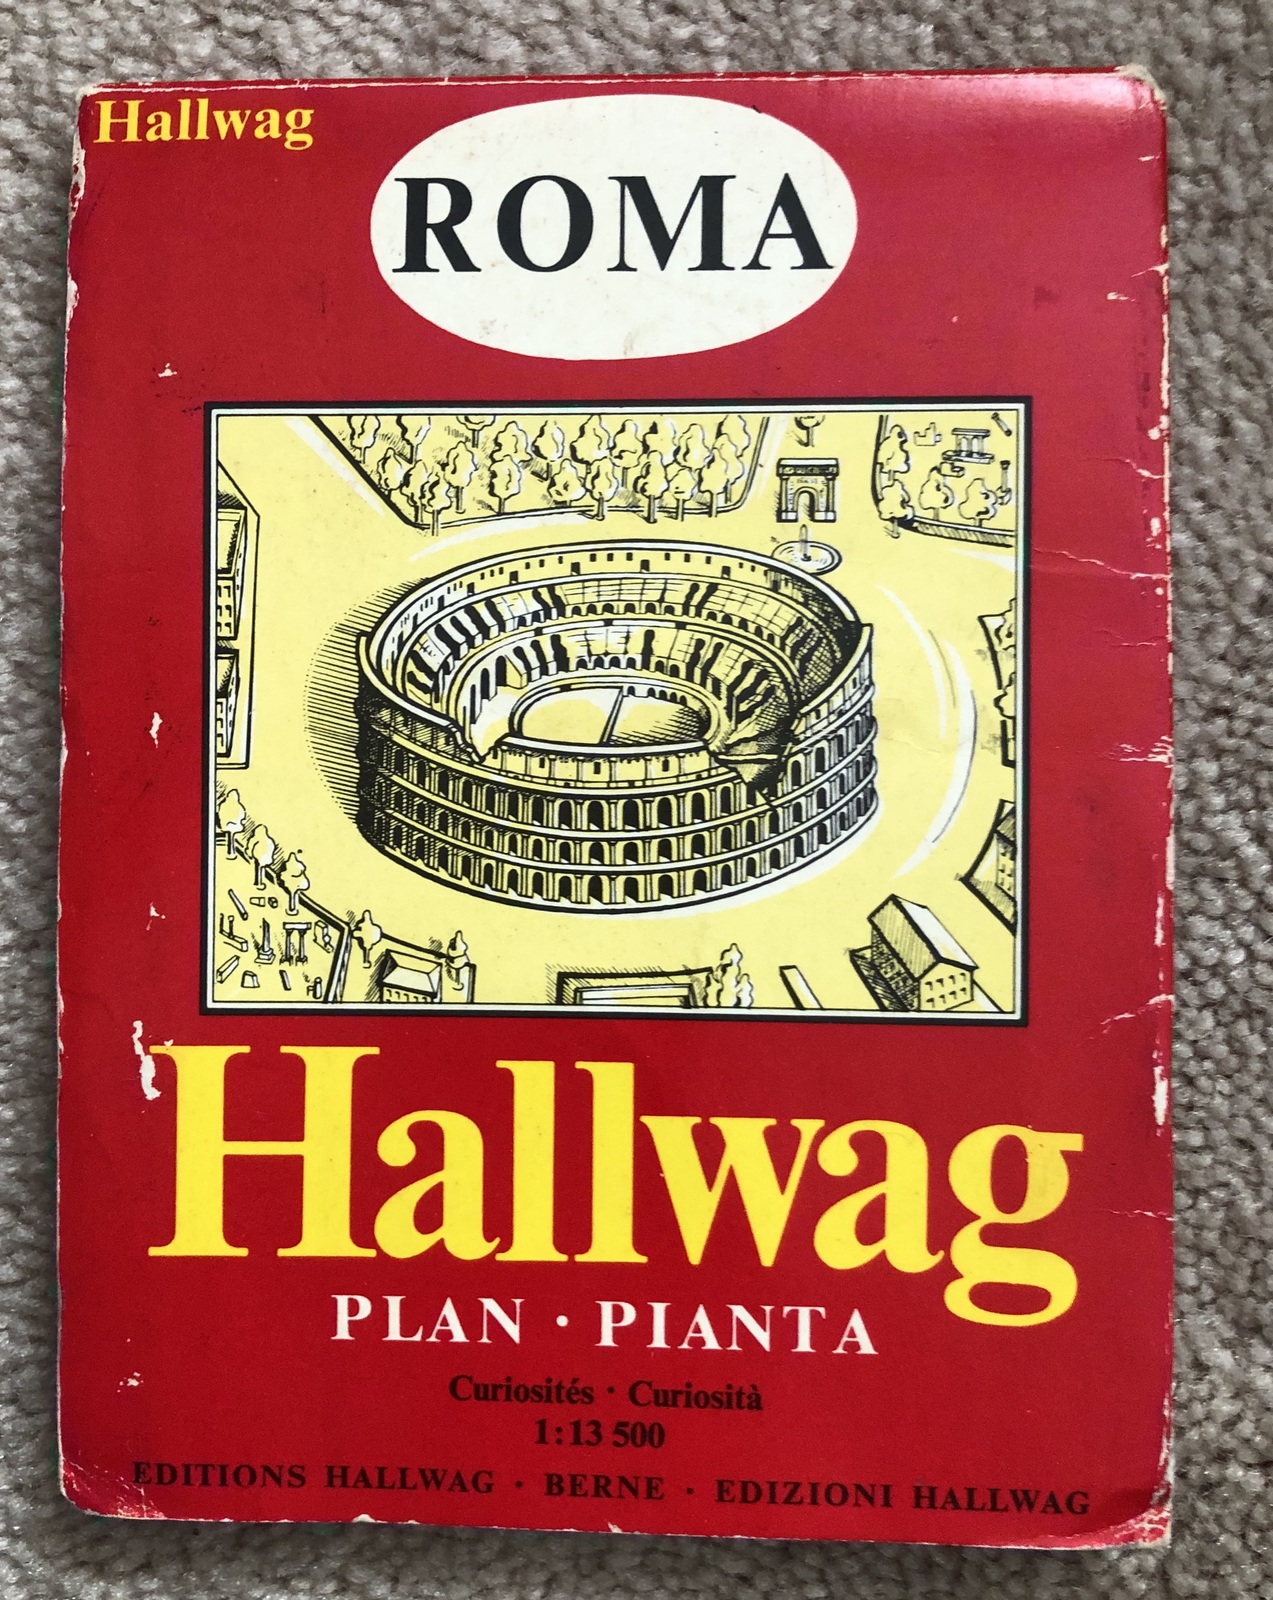 Hallwag
ROMA
Hallwag
PLAN · PIANTA
Curiosités · Curiosità
1:13 500
EDITIONS HALLWAG · BERNE · EDIZIONI HALLWAG